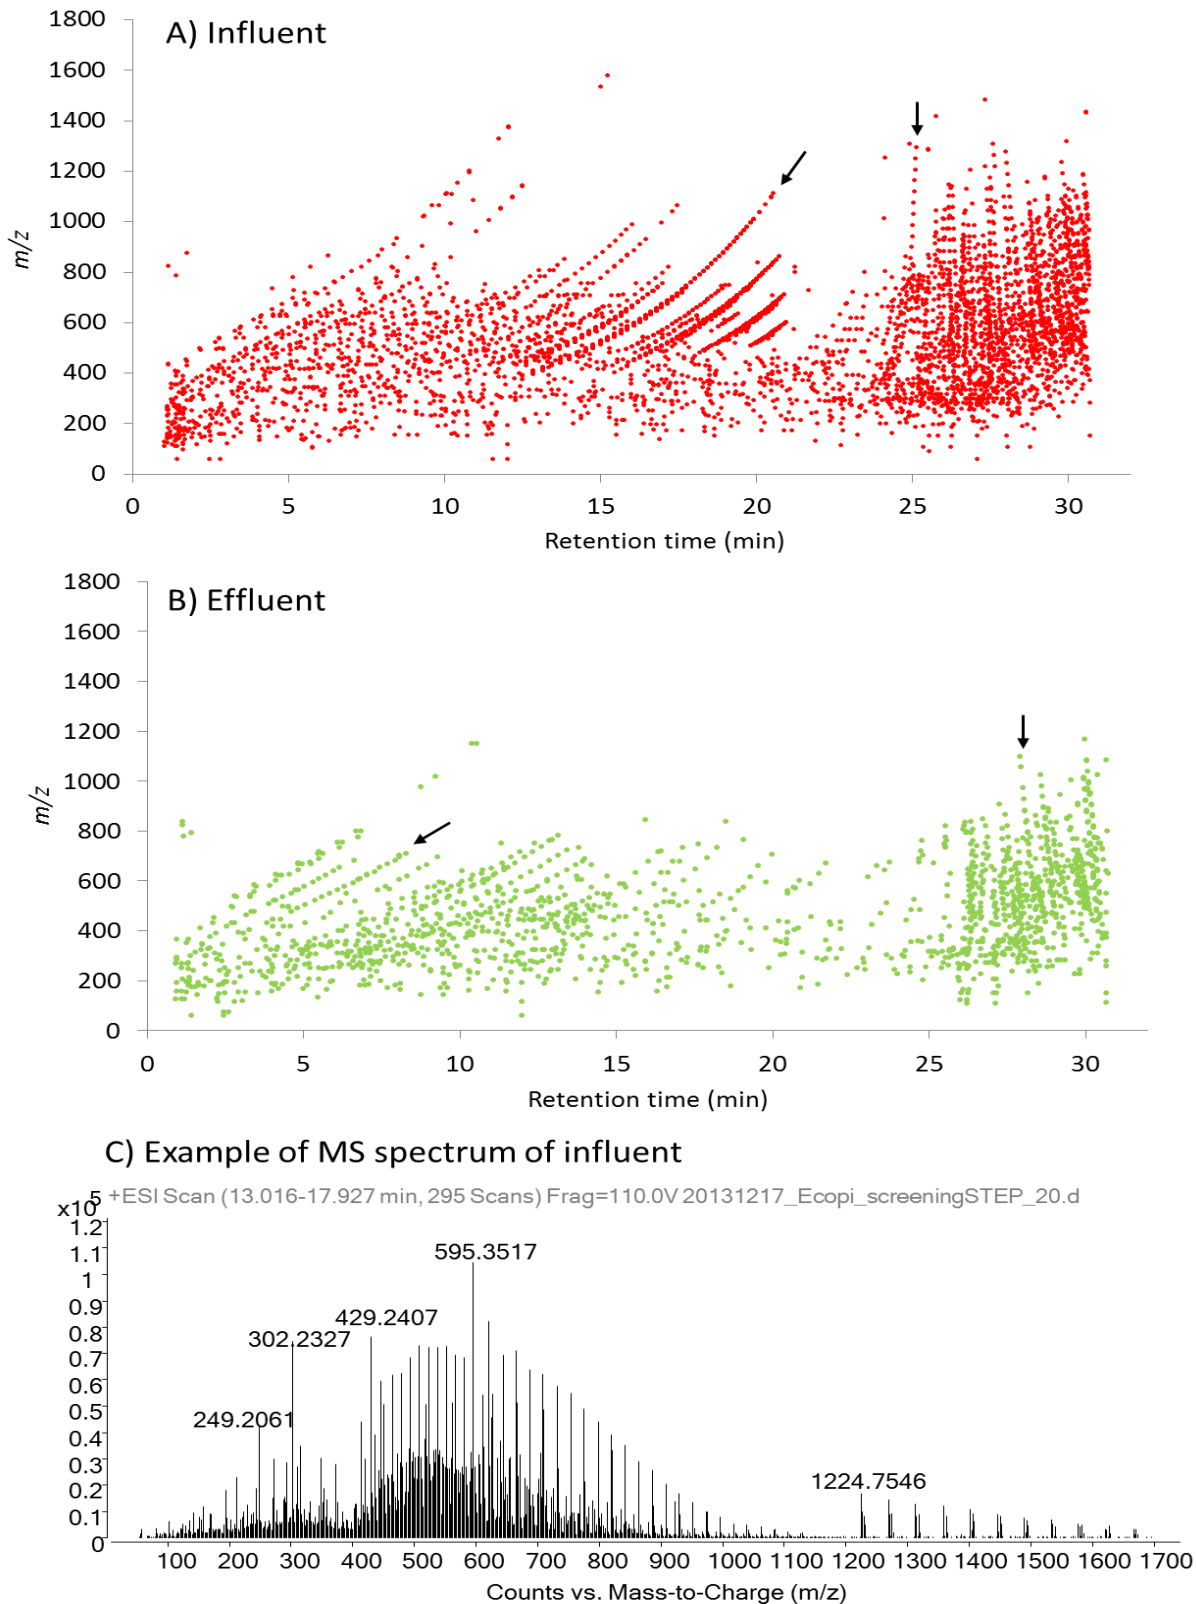 A) Influent
1800
1600
1400
1200
1000
800
600
400
200
0
m/z
0 5 10 15 20 25 30
Retention time (min)
B) Effluent
1800
1600
1400
1200
1000
800
600
400
200
0
m/z
0 5 10 15 20 25 30
Retention time (min)
C) Example of MS spectrum of influent
+ESI Scan (13.016-17.927 min, 295 Scans) Frag=110.0V 20131217_Ecopi_screeningSTEP_20.d
x10 5
1.2
1.1
1
0.9
0.8
0.7
0.6
0.5
0.4
0.3
0.2
0.1
0
595.3517
429.2407
302.2327
249.2061
1224.7546
100 200 300 400 500 600 700 800 900 1000 1100 1200 1300 1400 1500 1600 1700
Counts vs. Mass-to-Charge (m/z)